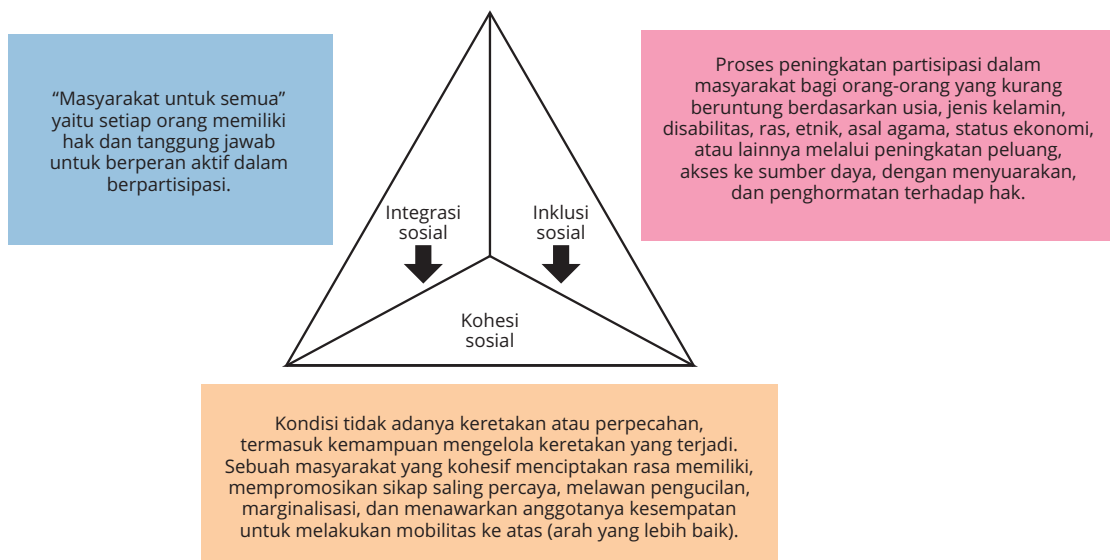 “Masyarakat untuk semua”
yaitu setiap orang memiliki
hak dan tanggung jawab
untuk berperan aktif dalam
berpartisipasi.
Proses peningkatan partisipasi dalam
masyarakat bagi orang-orang yang kurang
beruntung berdasarkan usia, jenis kelamin,
disabilitas, ras, etnik, asal agama, status ekonomi,
atau lainnya melalui peningkatan peluang,
akses ke sumber daya, dengan menyuarakan,
dan penghormatan terhadap hak.
Integrasi
sosial
Inklusi
sosial
Kohesi
sosial
Kondisi tidak adanya keretakan atau perpecahan,
termasuk kemampuan mengelola keretakan yang terjadi.
Sebuah masyarakat yang kohesif menciptakan rasa memiliki,
mempromosikan sikap saling percaya, melawan pengucilan,
marginalisasi, dan menawarkan anggotanya kesempatan
untuk melakukan mobilitas ke atas (arah yang lebih baik).